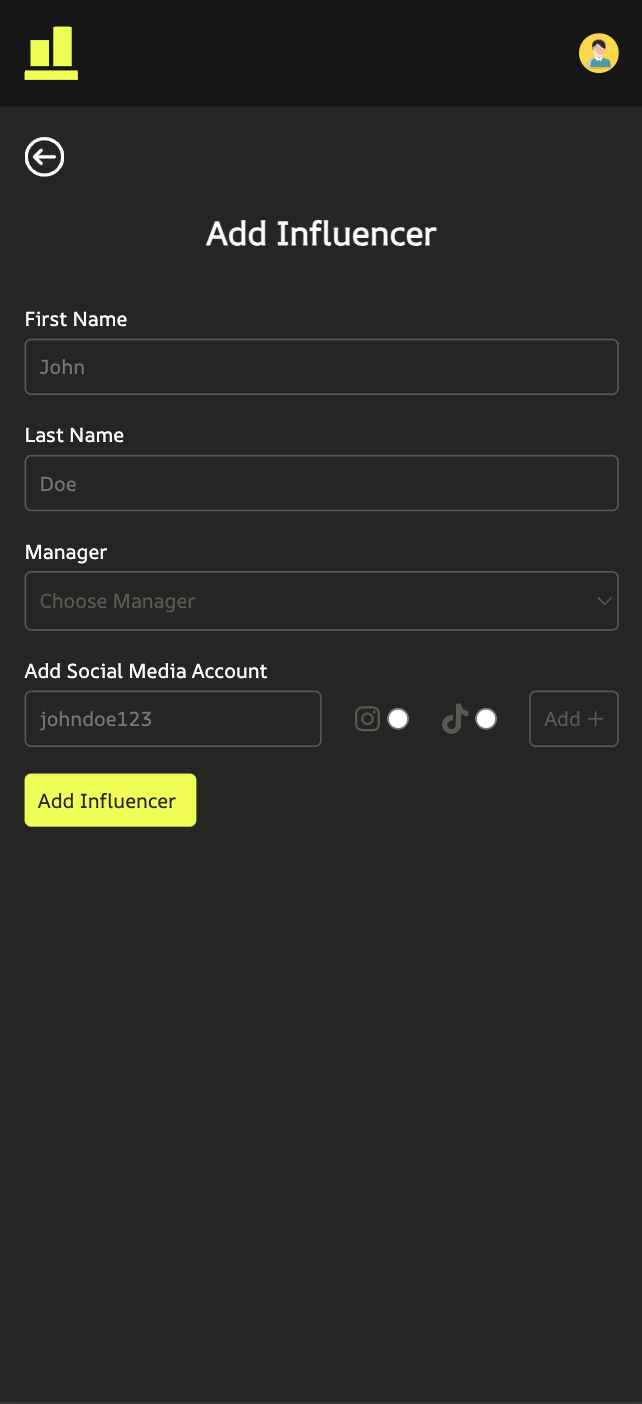 Add Influencer
First Name
John
Last Name
Doe
Manager
Choose Manager
Add Social Media Account
johndoe123 Add +
Add Influencer